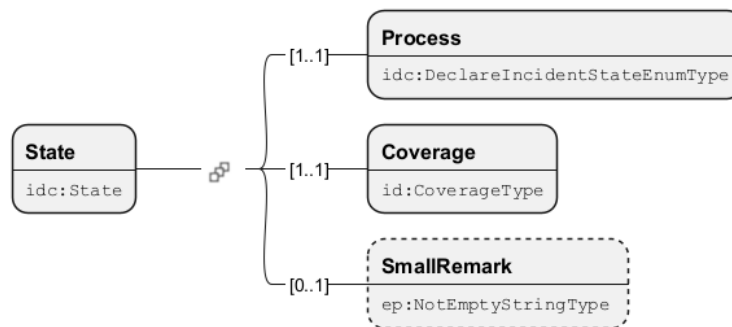 Process
[1..1]
idc:DeclareIncidentStateEnumType
State
idc:State
Coverage
[1..1]
id:CoverageType
SmallRemark
[0..1]
ep:NotEmptyStringType